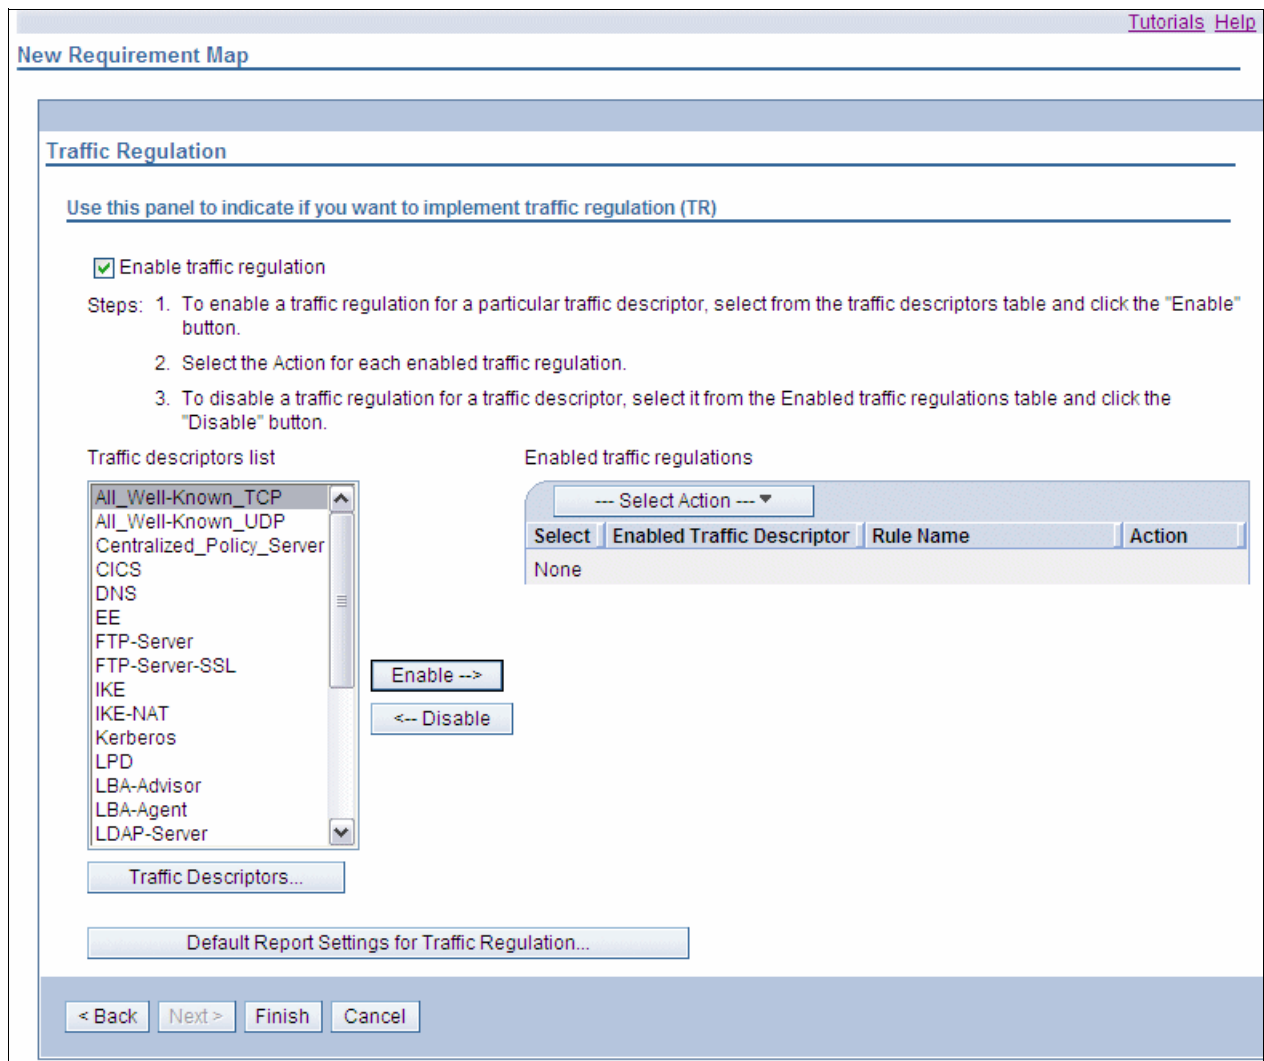 Tutorials Help
New Requirement Map
Traffic Regulation
Use this panel to indicate if you want to implement traffic regulation (TR)
Enable traffic regulation
Steps: 1. To enable a traffic regulation for a particular traffic descriptor, select from the traffic descriptors table and click the "Enable"
button.
2. Select the Action for each enabled traffic regulation.
3. To disable a traffic regulation for a traffic descriptor, select it from the Enabled traffic regulations table and click the
"Disable" button.
Traffic descriptors list
All_Well-Known_TCP
All_Well-Known_UDP
Centralized_Policy_Server
CICS
DNS
EE
FTP-Server
FTP-Server-SSL
IKE
IKE-NAT
Kerberos
LPD
LBA-Advisor
LBA-Agent
LDAP-Server
Enable -->
<-- Disable
Enabled traffic regulations
--- Select Action ---
Select Enabled Traffic Descriptor Rule Name Action
None
Traffic Descriptors...
Default Report Settings for Traffic Regulation...
< Back Next > Finish Cancel